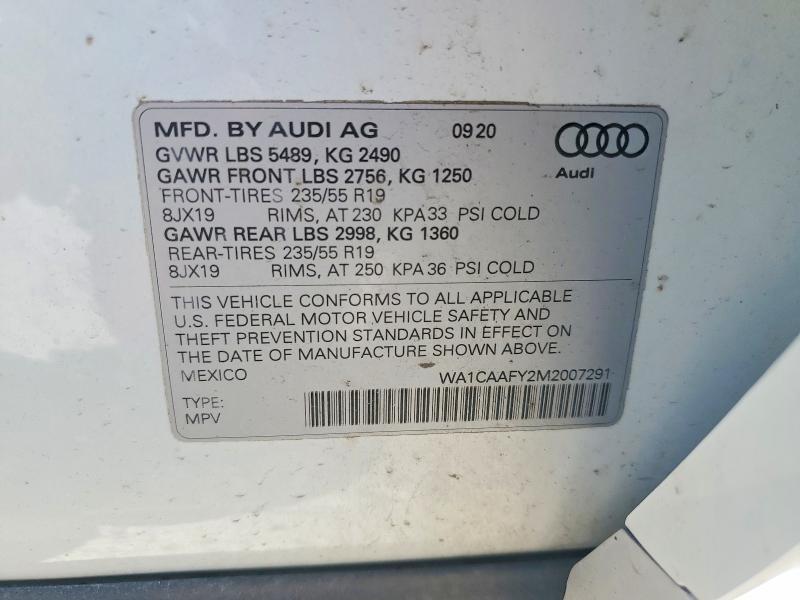 MFD. BY AUDI AG 09 20
GVWR LBS 5489, KG 2490
GAWR FRONT LBS 2756, KG 1250
Audi
FRONT-TIRES 235/55 R19
8JX19 RIMS, AT 230 KPA 33 PSI COLD
GAWR REAR LBS 2998, KG 1360
REAR-TIRES 235/55 R19
8JX19 RIMS, AT 250 KPA 36 PSI COLD
THIS VEHICLE CONFORMS TO ALL APPLICABLE
U.S. FEDERAL MOTOR VEHICLE SAFETY AND
THEFT PREVENTION STANDARDS IN EFFECT ON
THE DATE OF MANUFACTURE SHOWN ABOVE.
MEXICO WA1CAAFY2M2007291
TYPE:
MPV